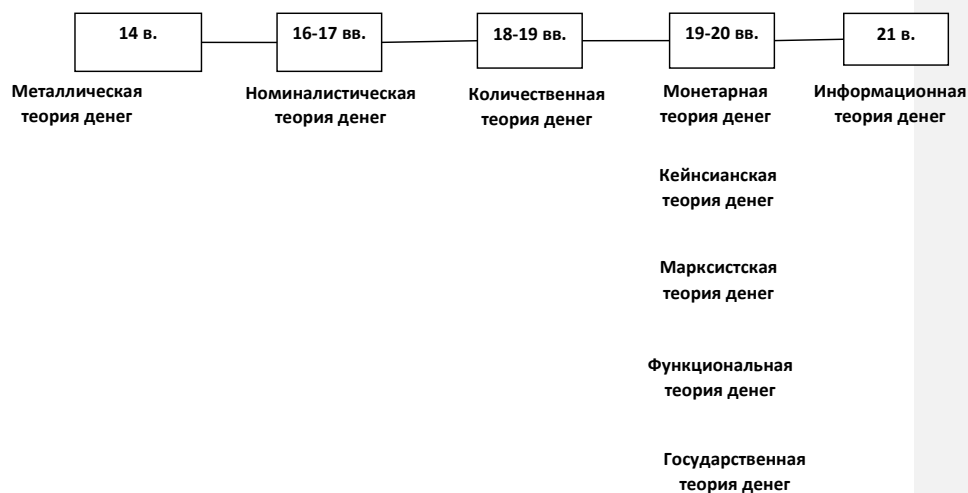 14 в.
16-17 вв.
18-19 вв.
19-20 вв.
21 в.
Металлическая
теория денег
Номиналистическая
теория денег
Количественная
теория денег
Монетарная
теория денег
Информационная
теория денег
Кейнсианская
теория денег
Марксистская
теория денег
Функциональная
теория денег
Государственная
теория денег